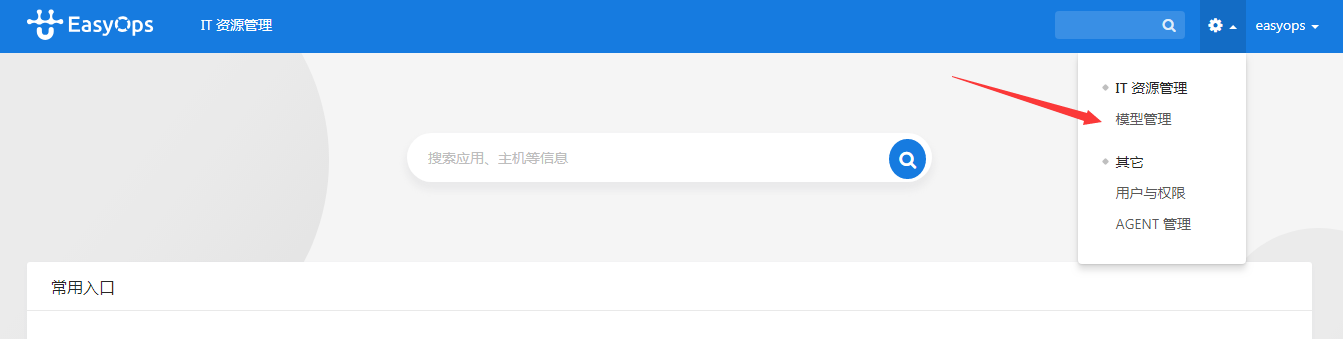 EasyOps
IT 资源管理
easyops
IT 资源管理
模型管理
其它
用户与权限
AGENT 管理
搜索应用、主机等信息
常用入口